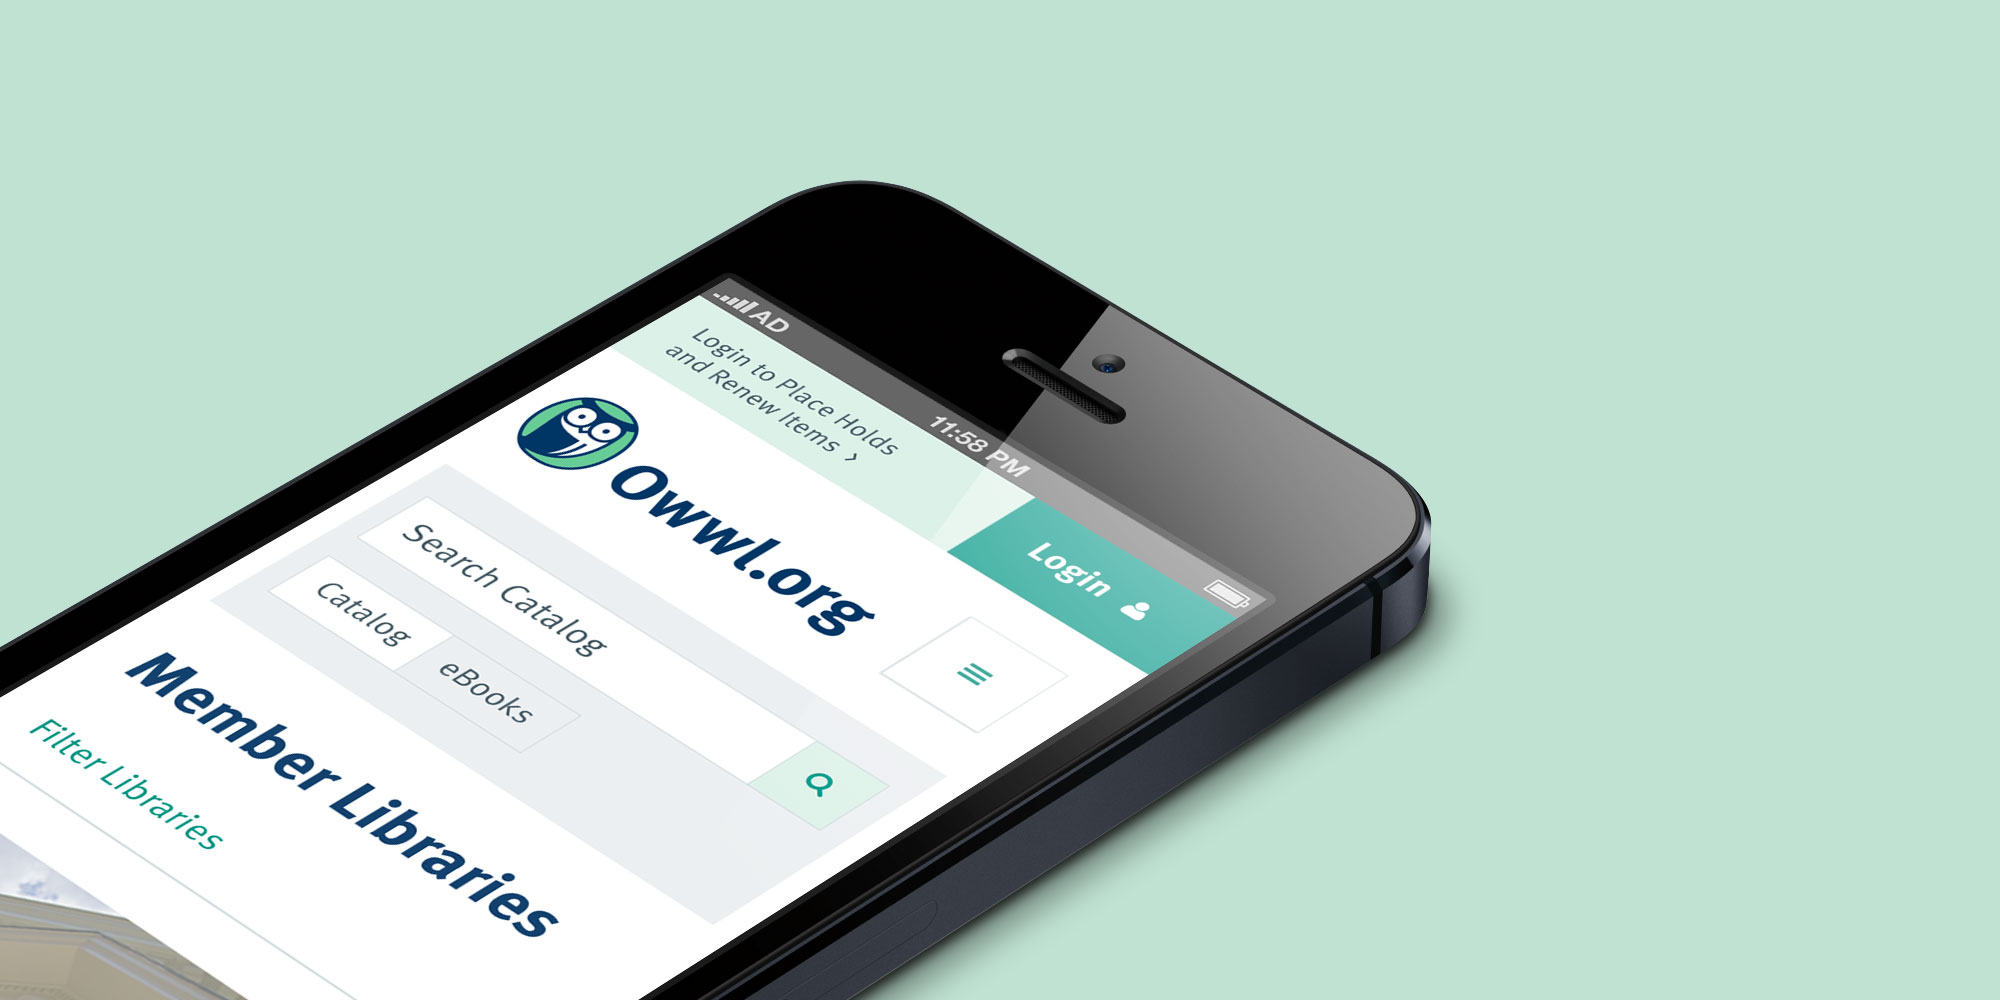 AD
11:58 PM
Login to Place Holds
and Renew Items ›
Login
Owwl.org
Search Catalog
Catalog
eBooks
Member Libraries
Filter Libraries